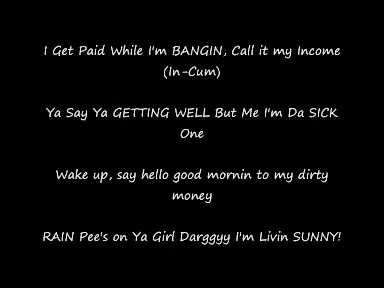 I Get Paid While I'm BANGIN, Call it my Income
(In-Cum)
Ya Say Ya GETTING WELL But Me I'm Da SICK
One
Wake up, say hello good mornin to my dirty
money
RAIN Pee's on Ya Girl Darggyy I'm Livin SUNNY!